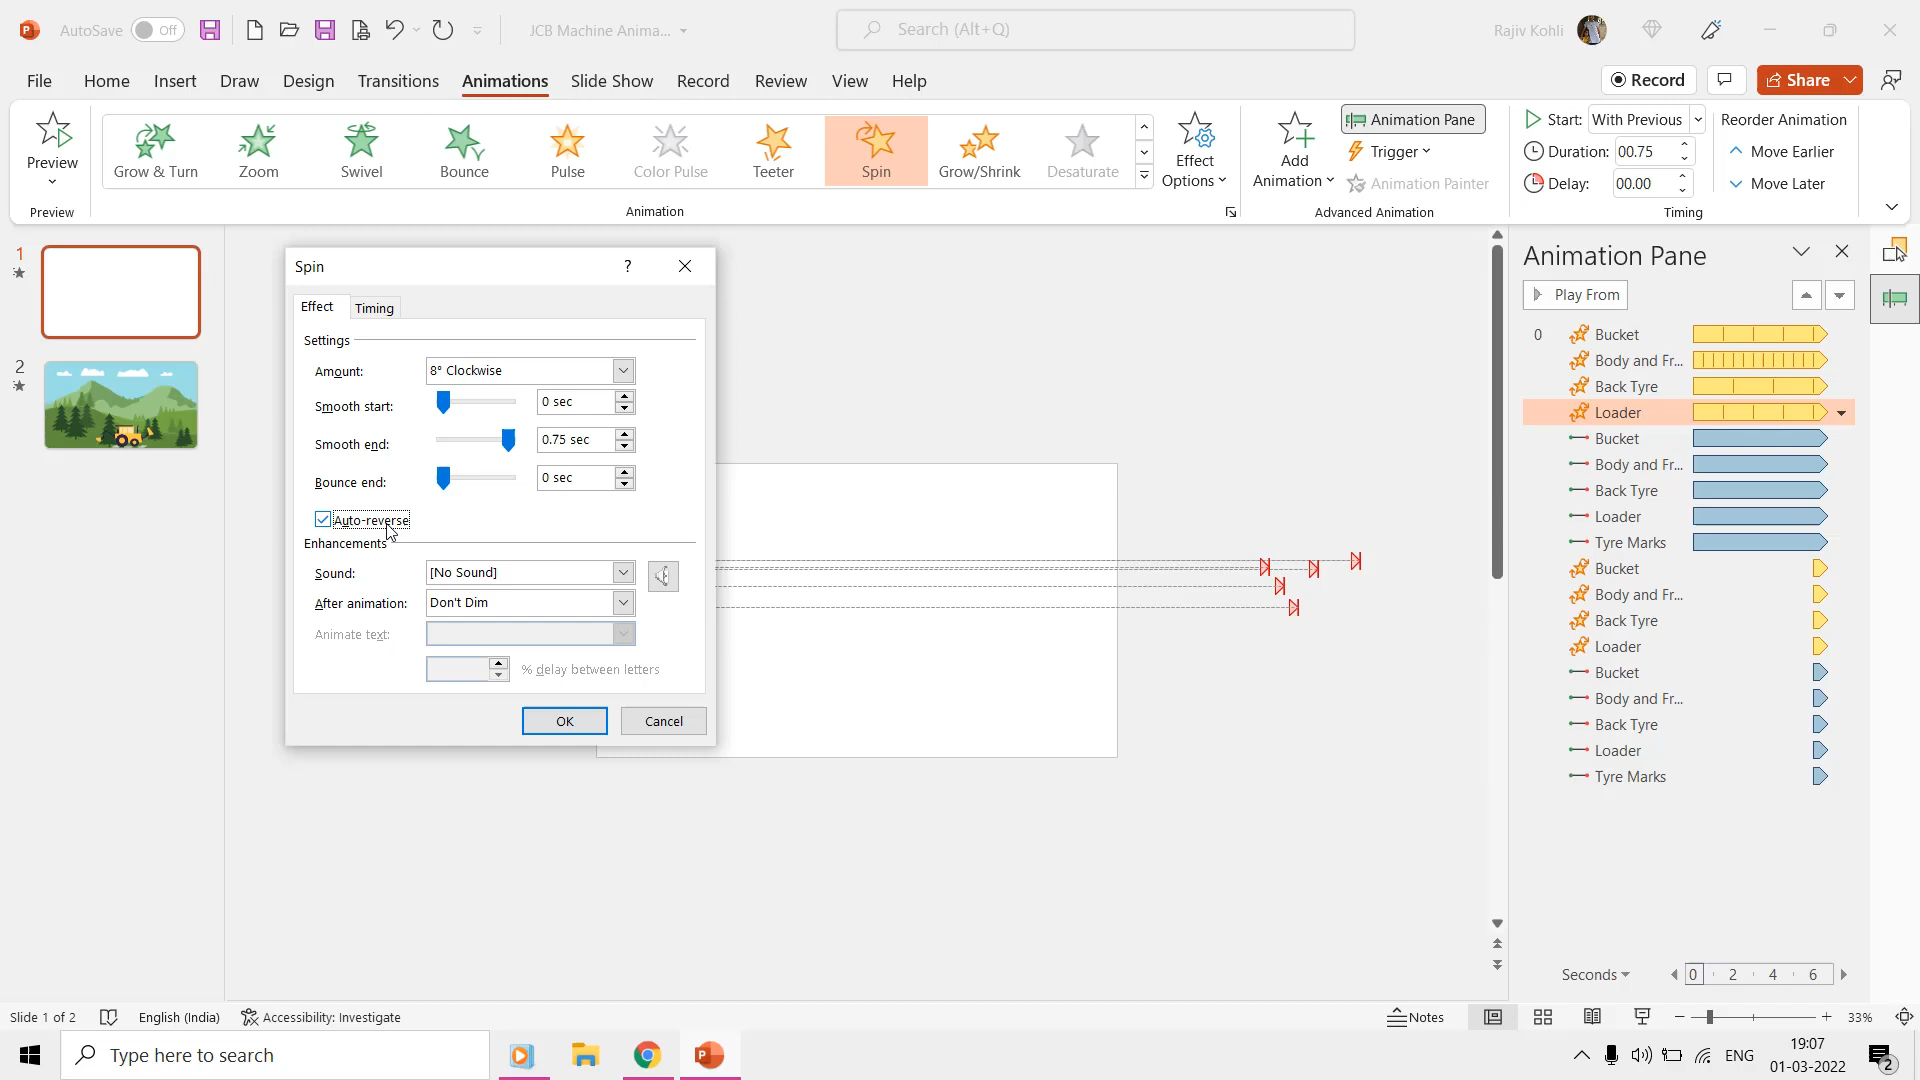 AutoSave Off
JCB Machine Anima...
Search (Alt+Q)
Rajiv Kohli
File Home Insert Draw Design Transitions Animations Slide Show Record Review View Help
Record
Share
Preview
Grow & Turn
Zoom
Swivel
Bounce
Pulse
Color Pulse
Teeter
Spin
Grow/Shrink
Desaturate
Effect
Options
Add
Animation
Animation Pane
Trigger
Animation Painter
Start: With Previous
Duration: 00.75
Delay: 00.00
Reorder Animation
Move Earlier
Move Later
Preview
Animation
Advanced Animation
Timing
1
2
Spin
?
Effect
Timing
Settings
Amount: 8° Clockwise
Smooth start: 0 sec
Smooth end: 0.75 sec
Bounce end: 0 sec
Auto-reverse
Enhancements
Sound: [No Sound]
After animation: Don't Dim
Animate text:
% delay between letters
OK
Cancel
Animation Pane
Play From
0 Bucket
Body and Fr...
Back Tyre
Loader
Bucket
Body and Fr...
Back Tyre
Loader
Tyre Marks
Bucket
Body and Fr...
Back Tyre
Loader
Bucket
Body and Fr...
Back Tyre
Loader
Tyre Marks
Seconds 0 2 4 6
Slide 1 of 2
English (India)
Accessibility: Investigate
Notes
33%
Type here to search
ENG
19:07
01-03-2022
2